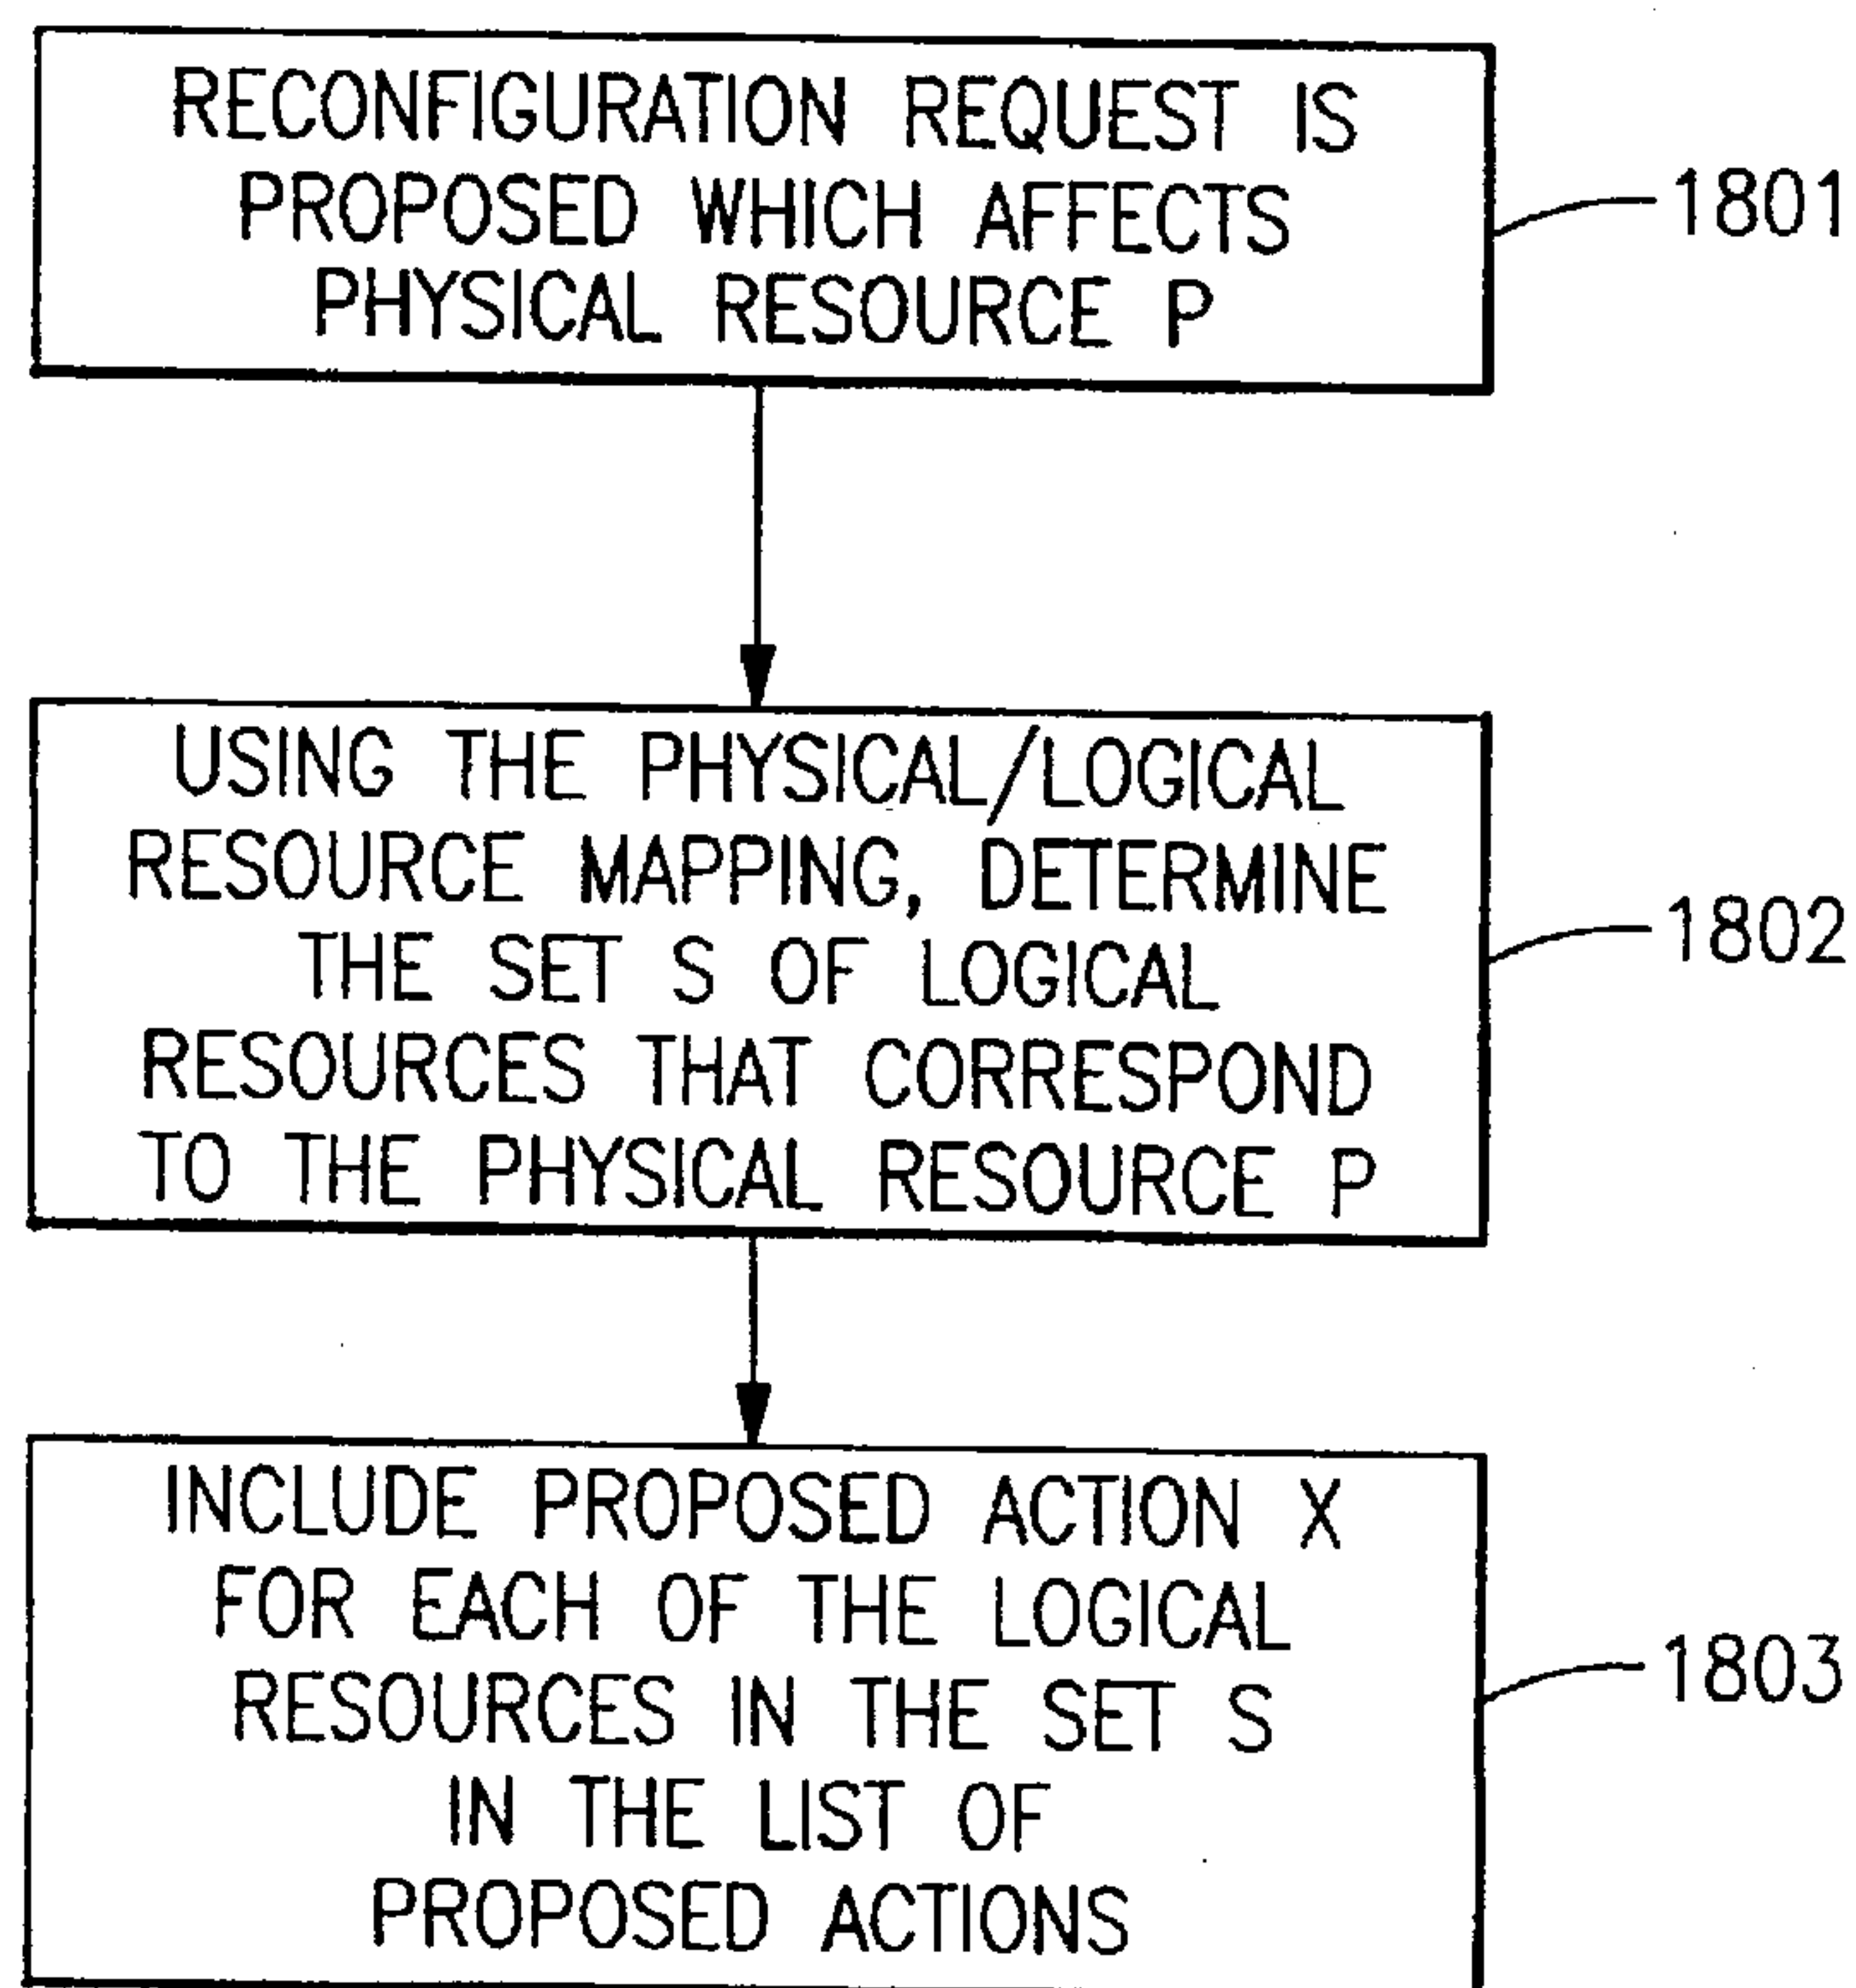 RECONFIGURATION REQUEST IS
PROPOSED WHICH AFFECTS
PHYSICAL RESOURCE P
1801
USING THE PHYSICAL/LOGICAL
RESOURCE MAPPING, DETERMINE
THE SET S OF LOGICAL
RESOURCES THAT CORRESPOND
TO THE PHYSICAL RESOURCE P
1802
INCLUDE PROPOSED ACTION X
FOR EACH OF THE LOGICAL
RESOURCES IN THE SET S
IN THE LIST OF
PROPOSED ACTIONS
1803